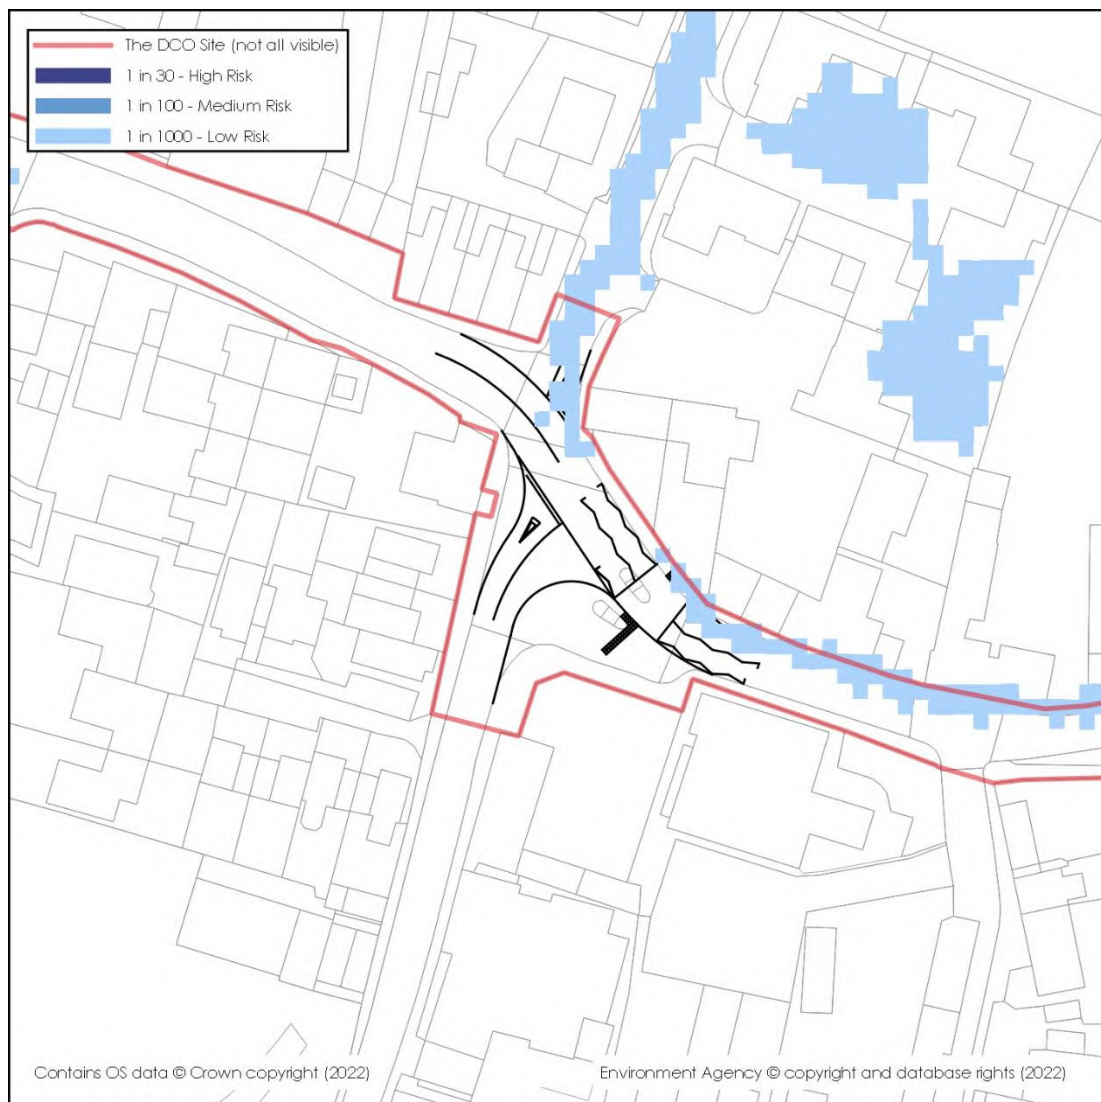 The DCO Site (not all visible)
1 in 30 - High Risk
1 in 100 - Medium Risk
1 in 1000 - Low Risk
Contains OS data © Crown copyright (2022)
Environment Agency © copyright and database rights (2022)